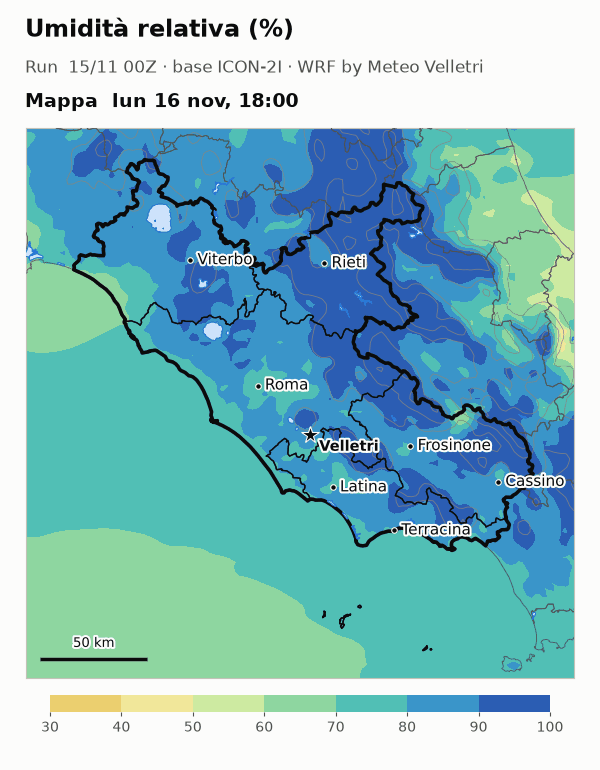 Umidità relativa (%)
Run  15/11 00Z · base ICON-2I · WRF by Meteo Velletri
Mappa  lun 16 nov, 18:00
Viterbo
Rieti
Roma
Velletri
Frosinone
Latina
Cassino
Terracina
50 km
30 40 50 60 70 80 90 100